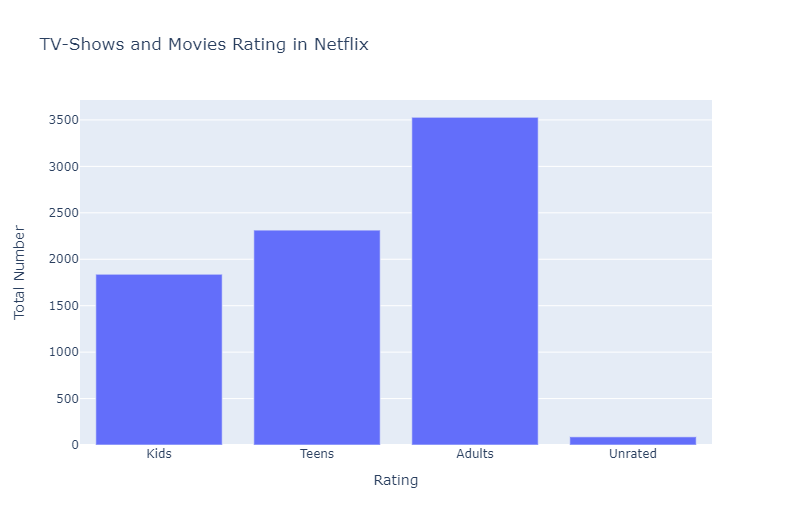 TV-Shows and Movies Rating in Netflix
3500
3000
2500
2000
1500
1000
500
0
Total Number
Kids Teens Adults Unrated
Rating